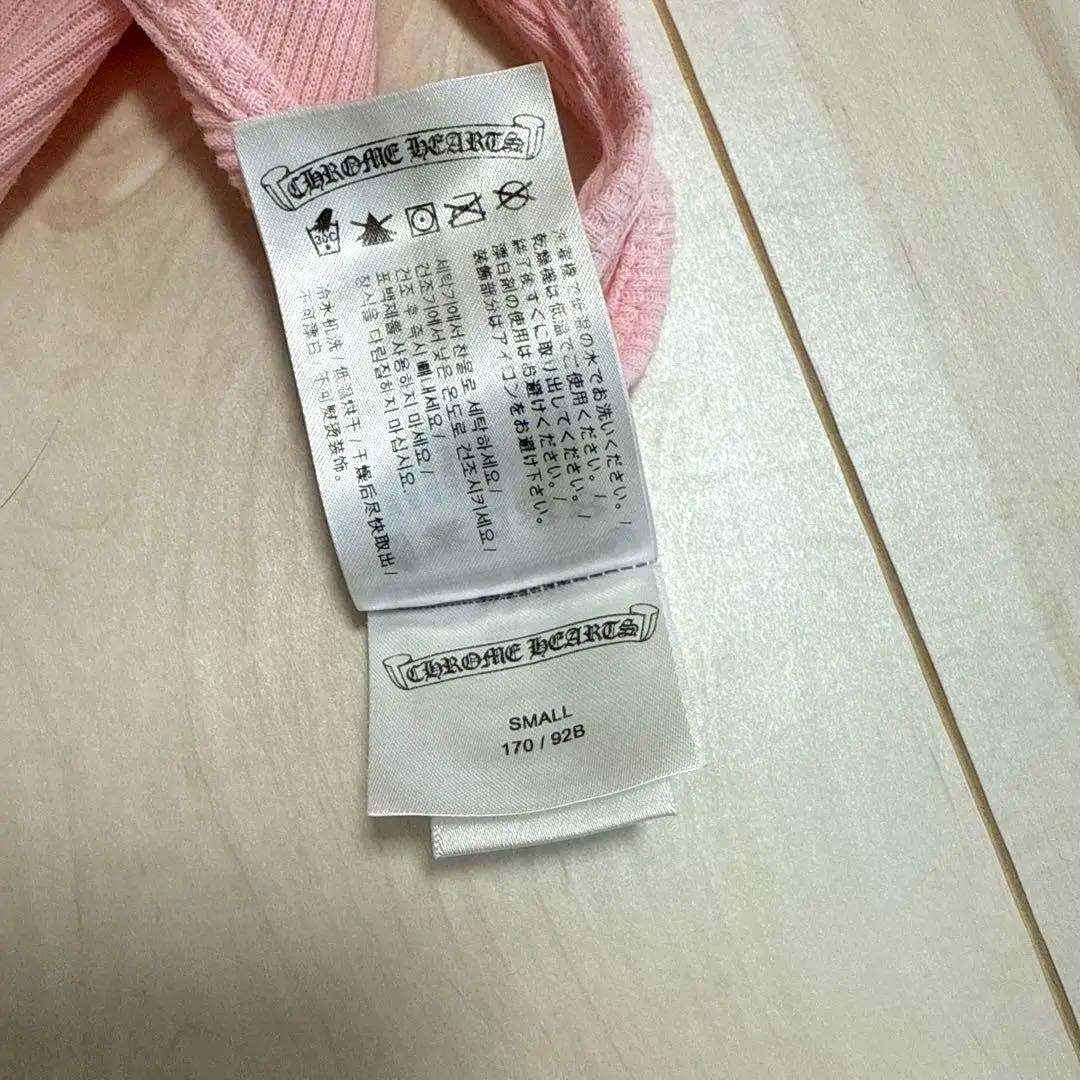 CHROME HEARTS
洗濯機で低温の水でお洗いください。/
乾燥機は低温でご使用ください。/
終了後すぐに取り出してください。/
漂白剤の使用はお避けください。/
装飾部分はアイロンをお避け下さい。
세탁기에서 찬물로 세탁하세요/
건조기에서 낮은 온도로 건조시키세요/
건조 후 즉시 빼내세요/
표백제를 사용하지 마세요/
장식을 다림질하지 마십시오.
冷水机洗/低温烘干/干燥后尽快取出/
不可漂白 不可熨烫装饰。
CHROME HEARTS
SMALL
170 / 92B